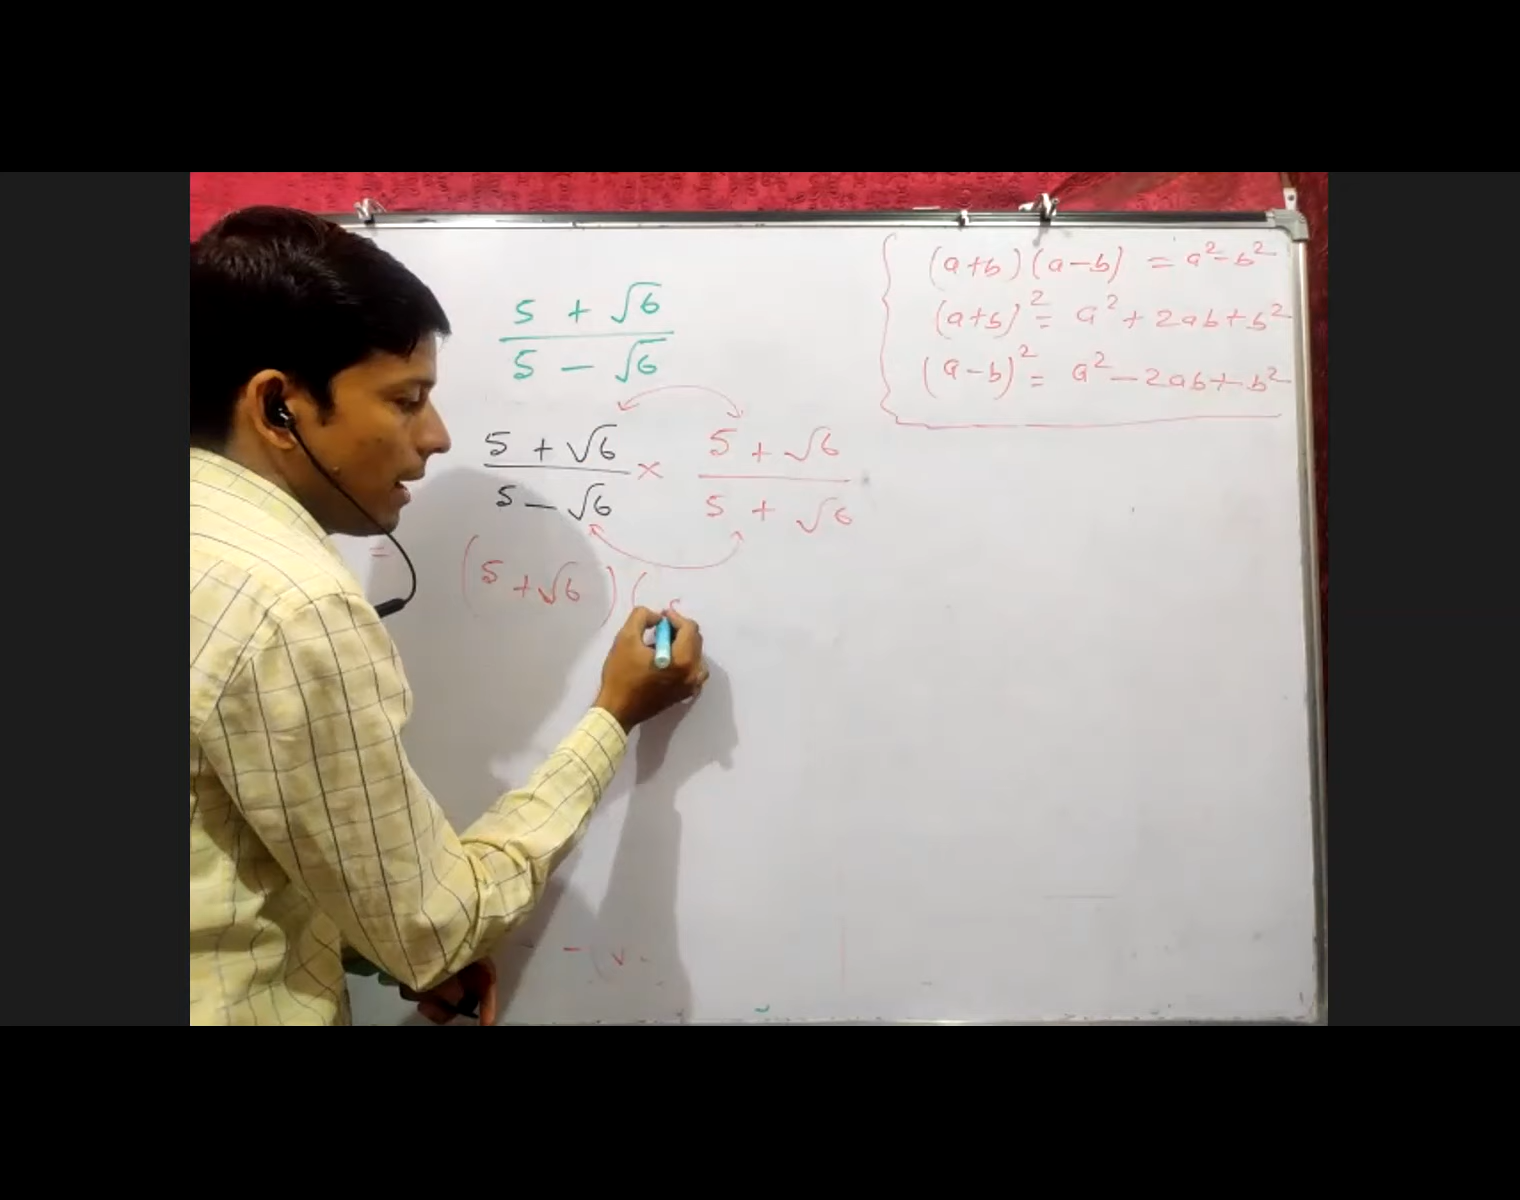 (a+b)(a-b) = a²-b²
(a+b)² = a²+2ab+b²
(a-b)² = a²-2ab+b²
5 + √6
5 - √6
5 + √6 × 5 + √6
5 - √6 5 + √6
= (5+√6)(5